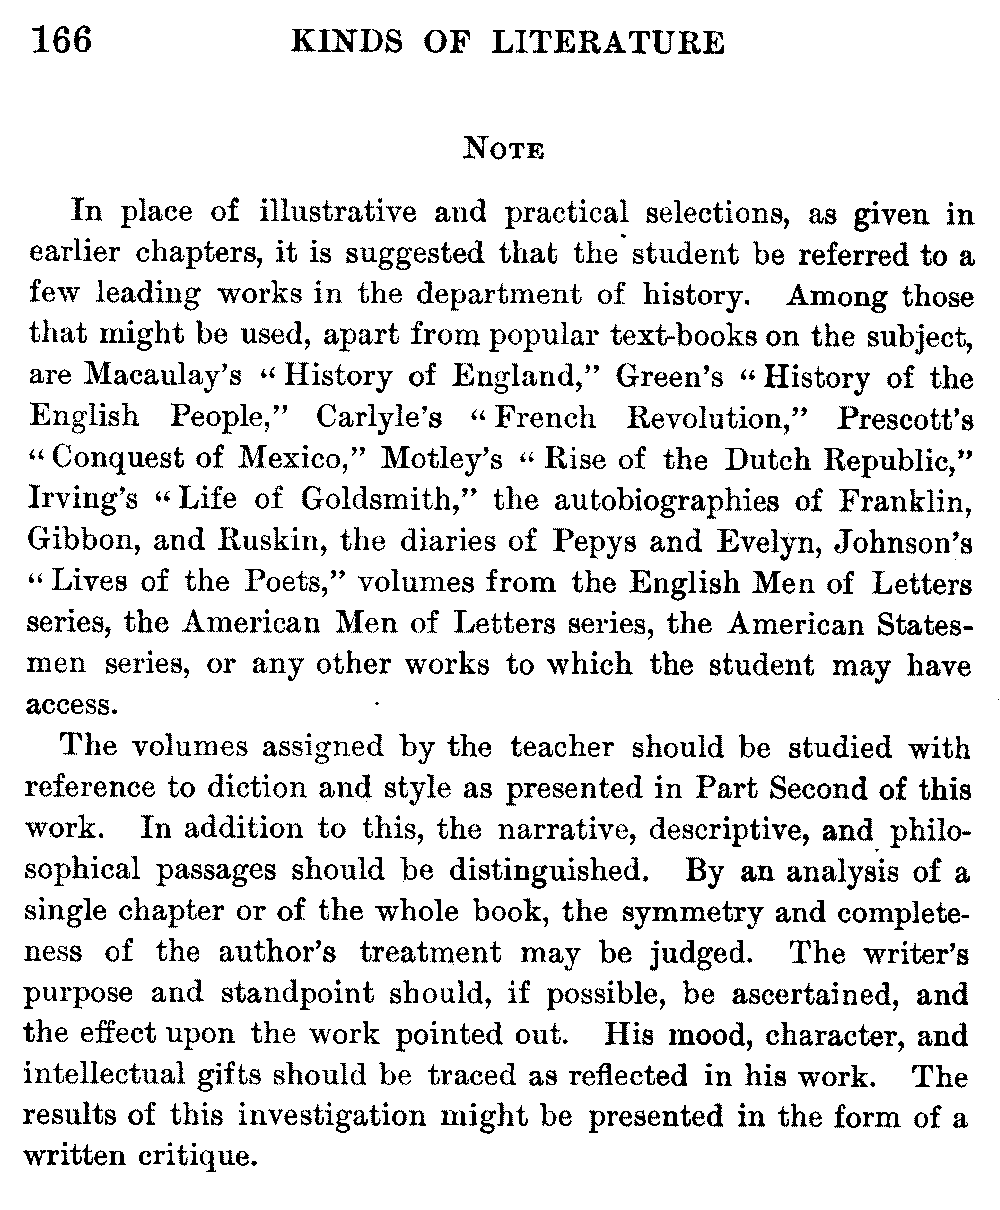 166 KINDS OF LITERATURE
NOTE
In place of illustrative and practical selections, as given in
earlier chapters, it is suggested that the student be referred to a
few leading works in the department of history. Among those
that might be used, apart from popular text-books on the subject,
are Macaulay's “History of England,” Green's “History of the
English People,” Carlyle's “French Revolution,” Prescott's
“Conquest of Mexico,” Motley's “Rise of the Dutch Republic,”
Irving's “Life of Goldsmith,” the autobiographies of Franklin,
Gibbon, and Ruskin, the diaries of Pepys and Evelyn, Johnson's
“Lives of the Poets,” volumes from the English Men of Letters
series, the American Men of Letters series, the American States-
men series, or any other works to which the student may have
access.
The volumes assigned by the teacher should be studied with
reference to diction and style as presented in Part Second of this
work. In addition to this, the narrative, descriptive, and philo-
sophical passages should be distinguished. By an analysis of a
single chapter or of the whole book, the symmetry and complete-
ness of the author's treatment may be judged. The writer's
purpose and standpoint should, if possible, be ascertained, and
the effect upon the work pointed out. His mood, character, and
intellectual gifts should be traced as reflected in his work. The
results of this investigation might be presented in the form of a
written critique.